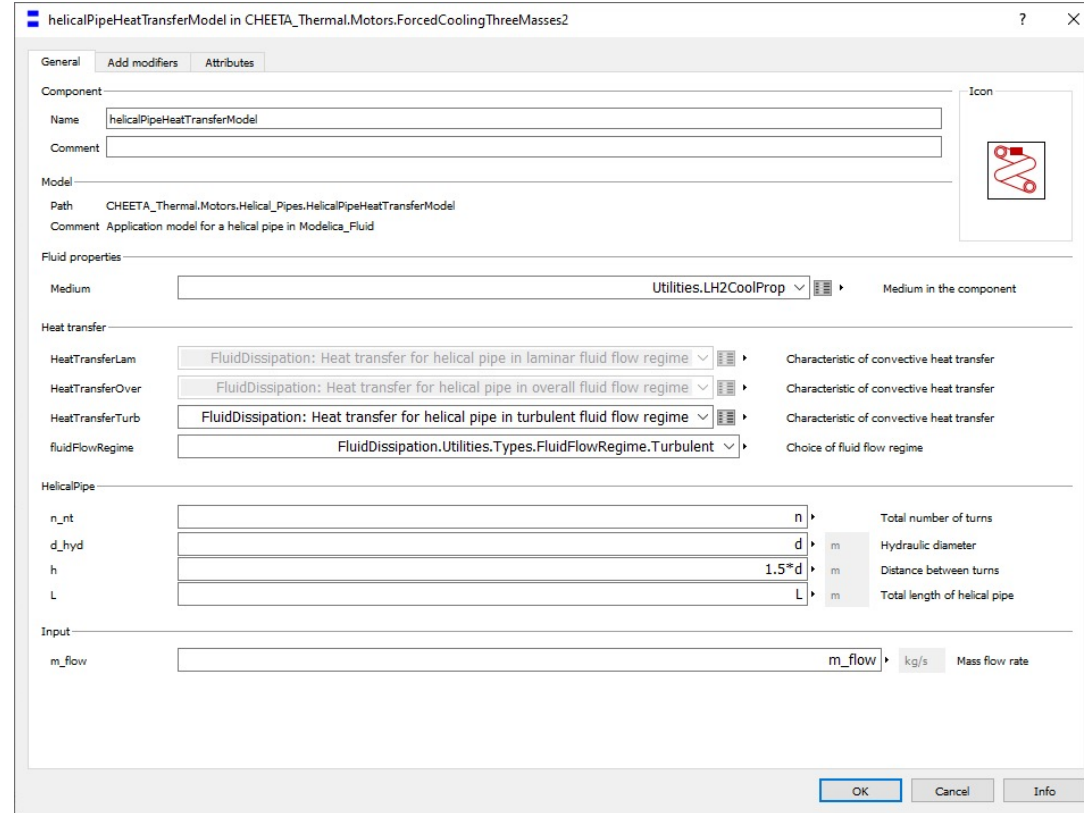 helicalPipeHeatTransferModel in CHEETA_Thermal.Motors.ForcedCoolingThreeMasses2 ?
General Add modifiers Attributes
Component Icon
Name helicalPipeHeatTransferModel
Comment
Model
Path CHEETA_Thermal.Motors.Helical_Pipes.HelicalPipeHeatTransferModel
Comment Application model for a helical pipe in Modelica_Fluid
Fluid properties
Medium Utilities.LH2CoolProp Medium in the component
Heat transfer
HeatTransferLam FluidDissipation: Heat transfer for helical pipe in laminar fluid flow regime Characteristic of convective heat transfer
HeatTransferOver FluidDissipation: Heat transfer for helical pipe in overall fluid flow regime Characteristic of convective heat transfer
HeatTransferTurb FluidDissipation: Heat transfer for helical pipe in turbulent fluid flow regime Characteristic of convective heat transfer
fluidFlowRegime FluidDissipation.Utilities.Types.FluidFlowRegime.Turbulent Choice of fluid flow regime
HelicalPipe
n_nt n Total number of turns
d_hyd d m Hydraulic diameter
h 1.5*d m Distance between turns
L L m Total length of helical pipe
Input
m_flow m_flow kg/s Mass flow rate
OK Cancel Info